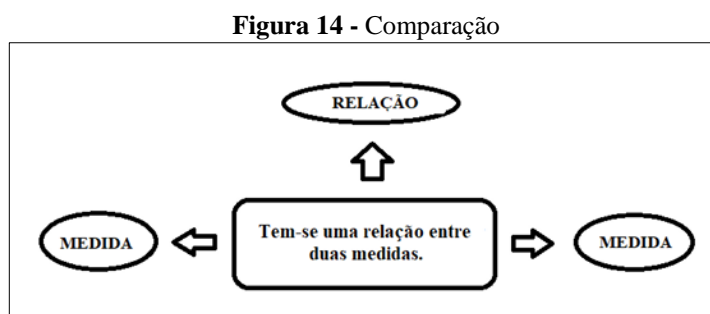 Figura 14 - Comparação
RELAÇÃO
MEDIDA
Tem-se uma relação entre
duas medidas.
MEDIDA